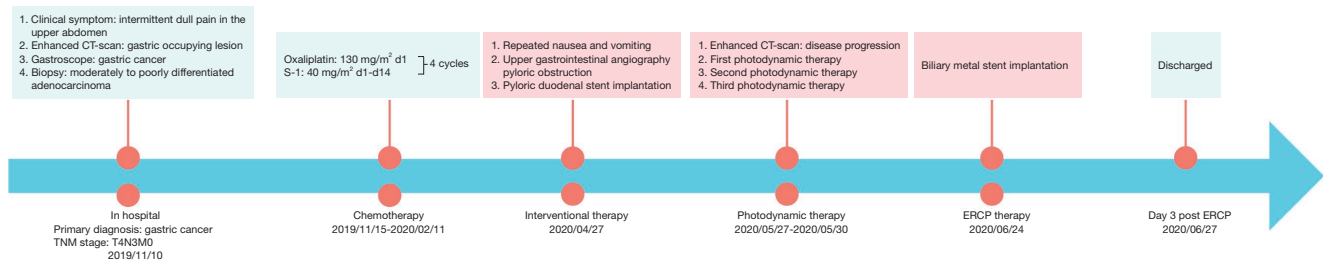 1. Clinical symptom: intermittent dull pain in the
upper abdomen
2. Enhanced CT-scan: gastric occupying lesion
3. Gastroscope: gastric cancer
4. Biopsy: moderately to poorly differentiated
adenocarcinoma
Oxaliplatin: 130 mg/m² d1
S-1: 40 mg/m² d1-d14
4 cycles
1. Repeated nausea and vomiting
2. Upper gastrointestinal angiography
pyloric obstruction
3. Pyloric duodenal stent implantation
1. Enhanced CT-scan: disease progression
2. First photodynamic therapy
3. Second photodynamic therapy
4. Third photodynamic therapy
Biliary metal stent implantation
Discharged
In hospital
Primary diagnosis: gastric cancer
TNM stage: T4N3M0
2019/11/10
Chemotherapy
2019/11/15-2020/02/11
Interventional therapy
2020/04/27
Photodynamic therapy
2020/05/27-2020/05/30
ERCP therapy
2020/06/24
Day 3 post ERCP
2020/06/27